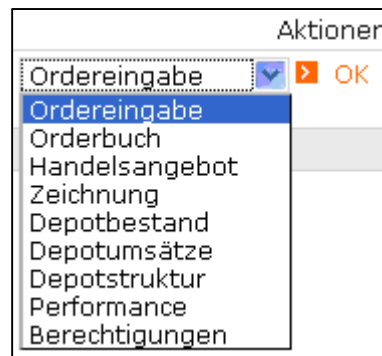 Aktionen
Ordereingabe OK
Ordereingabe
Orderbuch
Handelsangebot
Zeichnung
Depotbestand
Depotumsätze
Depotstruktur
Performance
Berechtigungen